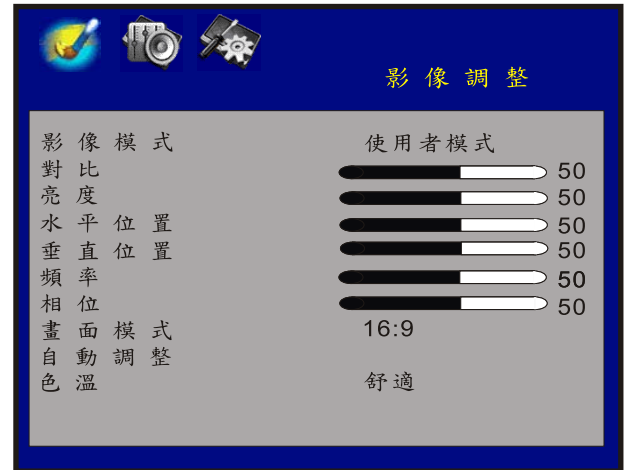 影像調整
影像模式 使用者模式
對比 50
亮度 50
水平位置 50
垂直位置 50
頻率 50
相位 50
畫面模式 16:9
自動調整
色溫 舒適